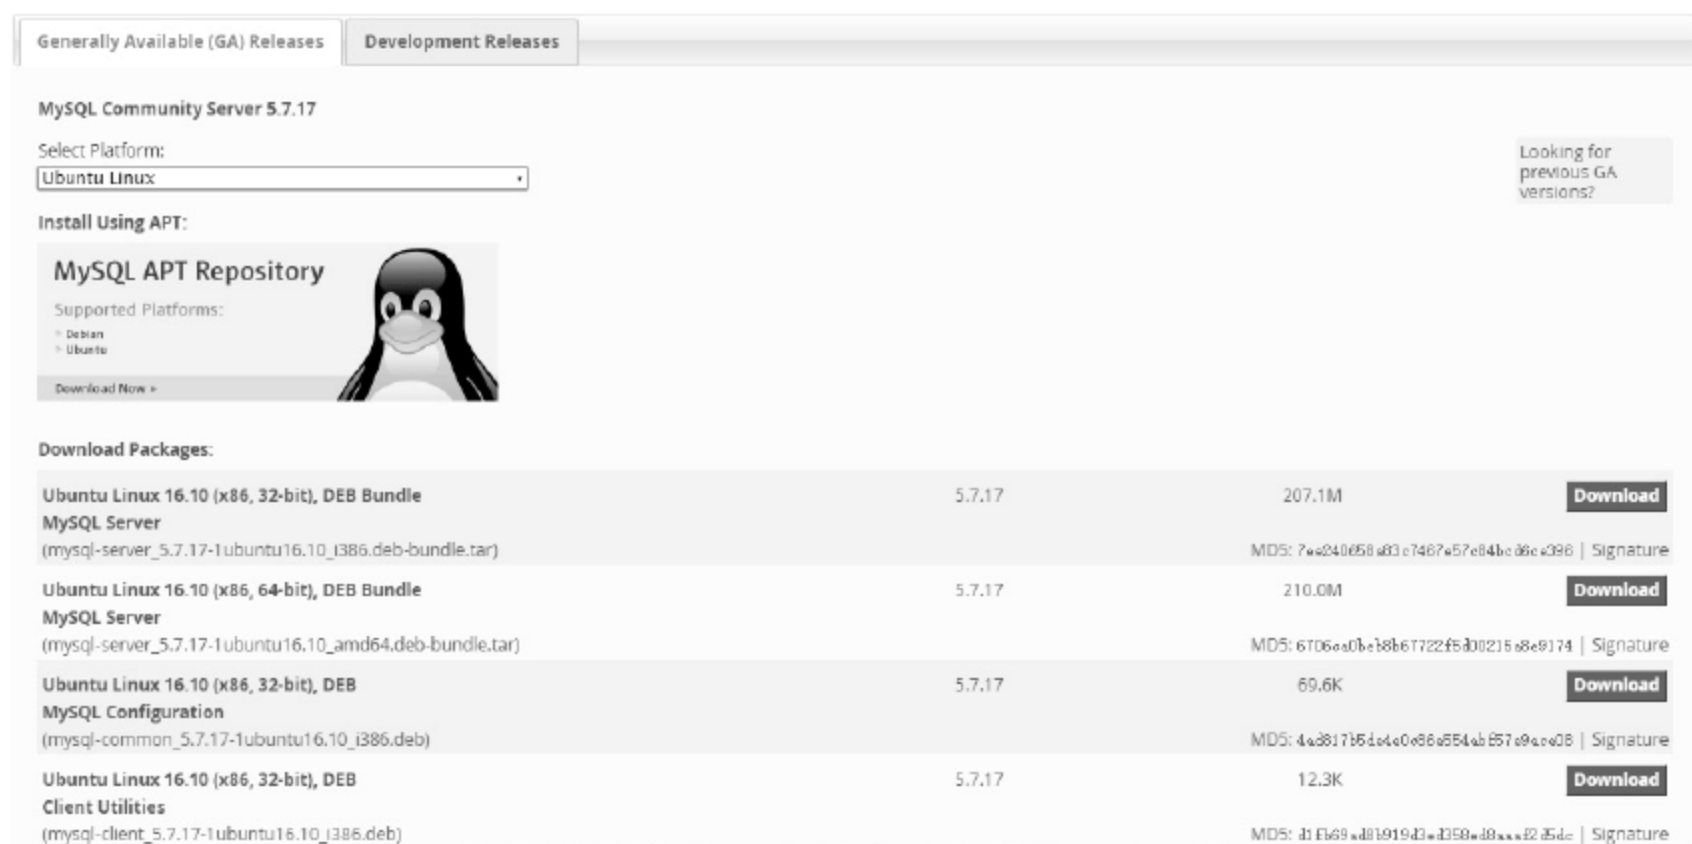 Generally Available (GA) Releases
Development Releases
MySQL Community Server 5.7.17
Select Platform:
Ubuntu Linux
Looking for
previous GA
versions?
Install Using APT:
MySQL APT Repository
Supported Platforms:
Debian
Ubuntu
Download Now »
Download Packages:
Ubuntu Linux 16.10 (x86, 32-bit), DEB Bundle 5.7.17 207.1M Download
MySQL Server
(mysql-server_5.7.17-1ubuntu16.10_i386.deb-bundle.tar) MD5: | Signature
Ubuntu Linux 16.10 (x86, 64-bit), DEB Bundle 5.7.17 210.0M Download
MySQL Server
(mysql-server_5.7.17-1ubuntu16.10_amd64.deb-bundle.tar) MD5: | Signature
Ubuntu Linux 16.10 (x86, 32-bit), DEB 5.7.17 69.6K Download
MySQL Configuration
(mysql-common_5.7.17-1ubuntu16.10_i386.deb) MD5: | Signature
Ubuntu Linux 16.10 (x86, 32-bit), DEB 5.7.17 12.3K Download
Client Utilities
(mysql-client_5.7.17-1ubuntu16.10_i386.deb) MD5: | Signature